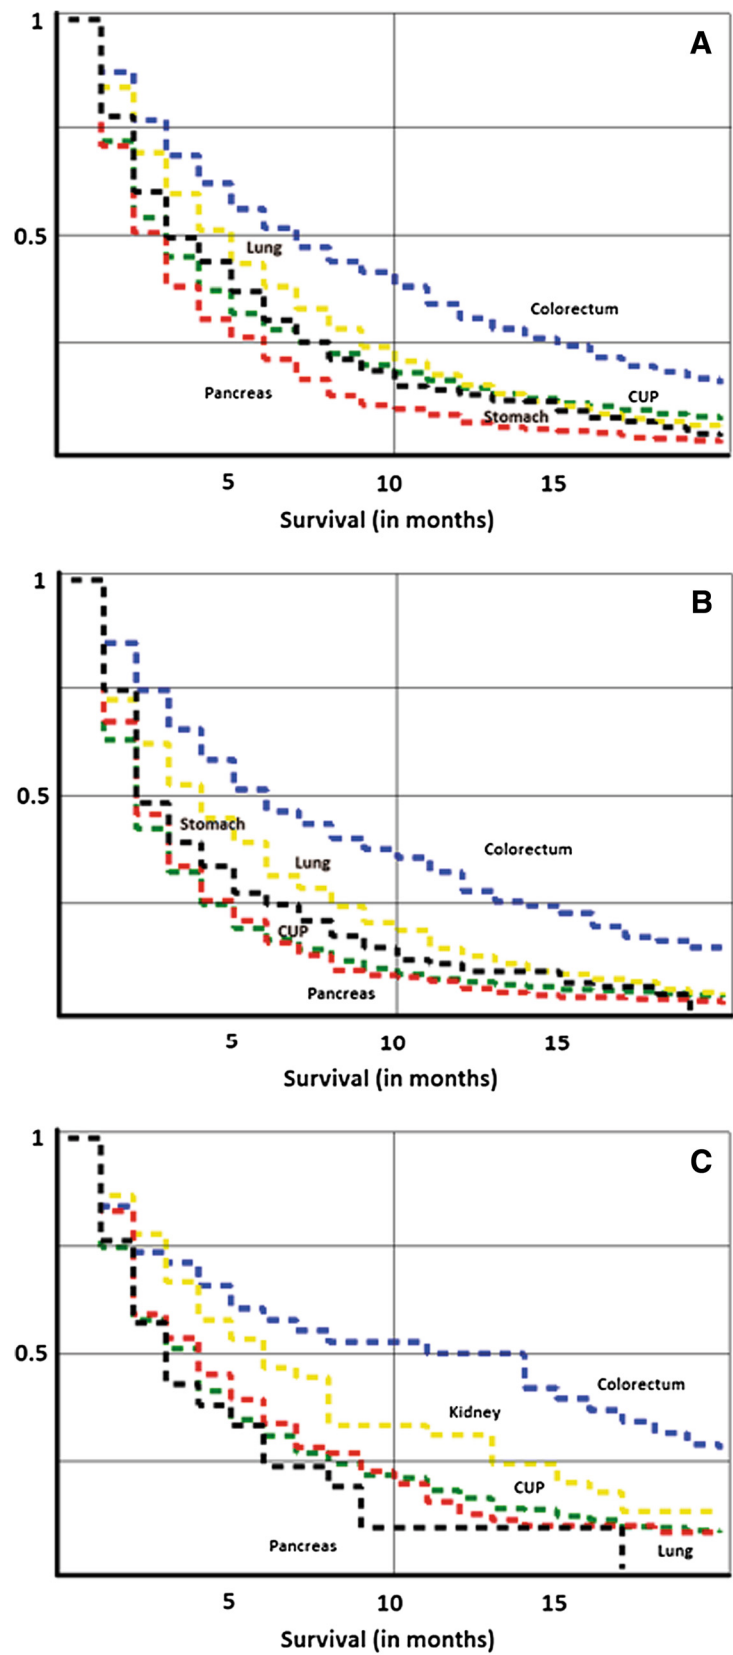 1
A
0.5
Lung
Colorectum
Pancreas
CUP
Stomach
5 10 15
Survival (in months)
1
B
0.5
Stomach
Colorectum
Lung
CUP
Pancreas
5 10 15
Survival (in months)
1
C
0.5
Colorectum
Kidney
CUP
Pancreas
Lung
5 10 15
Survival (in months)